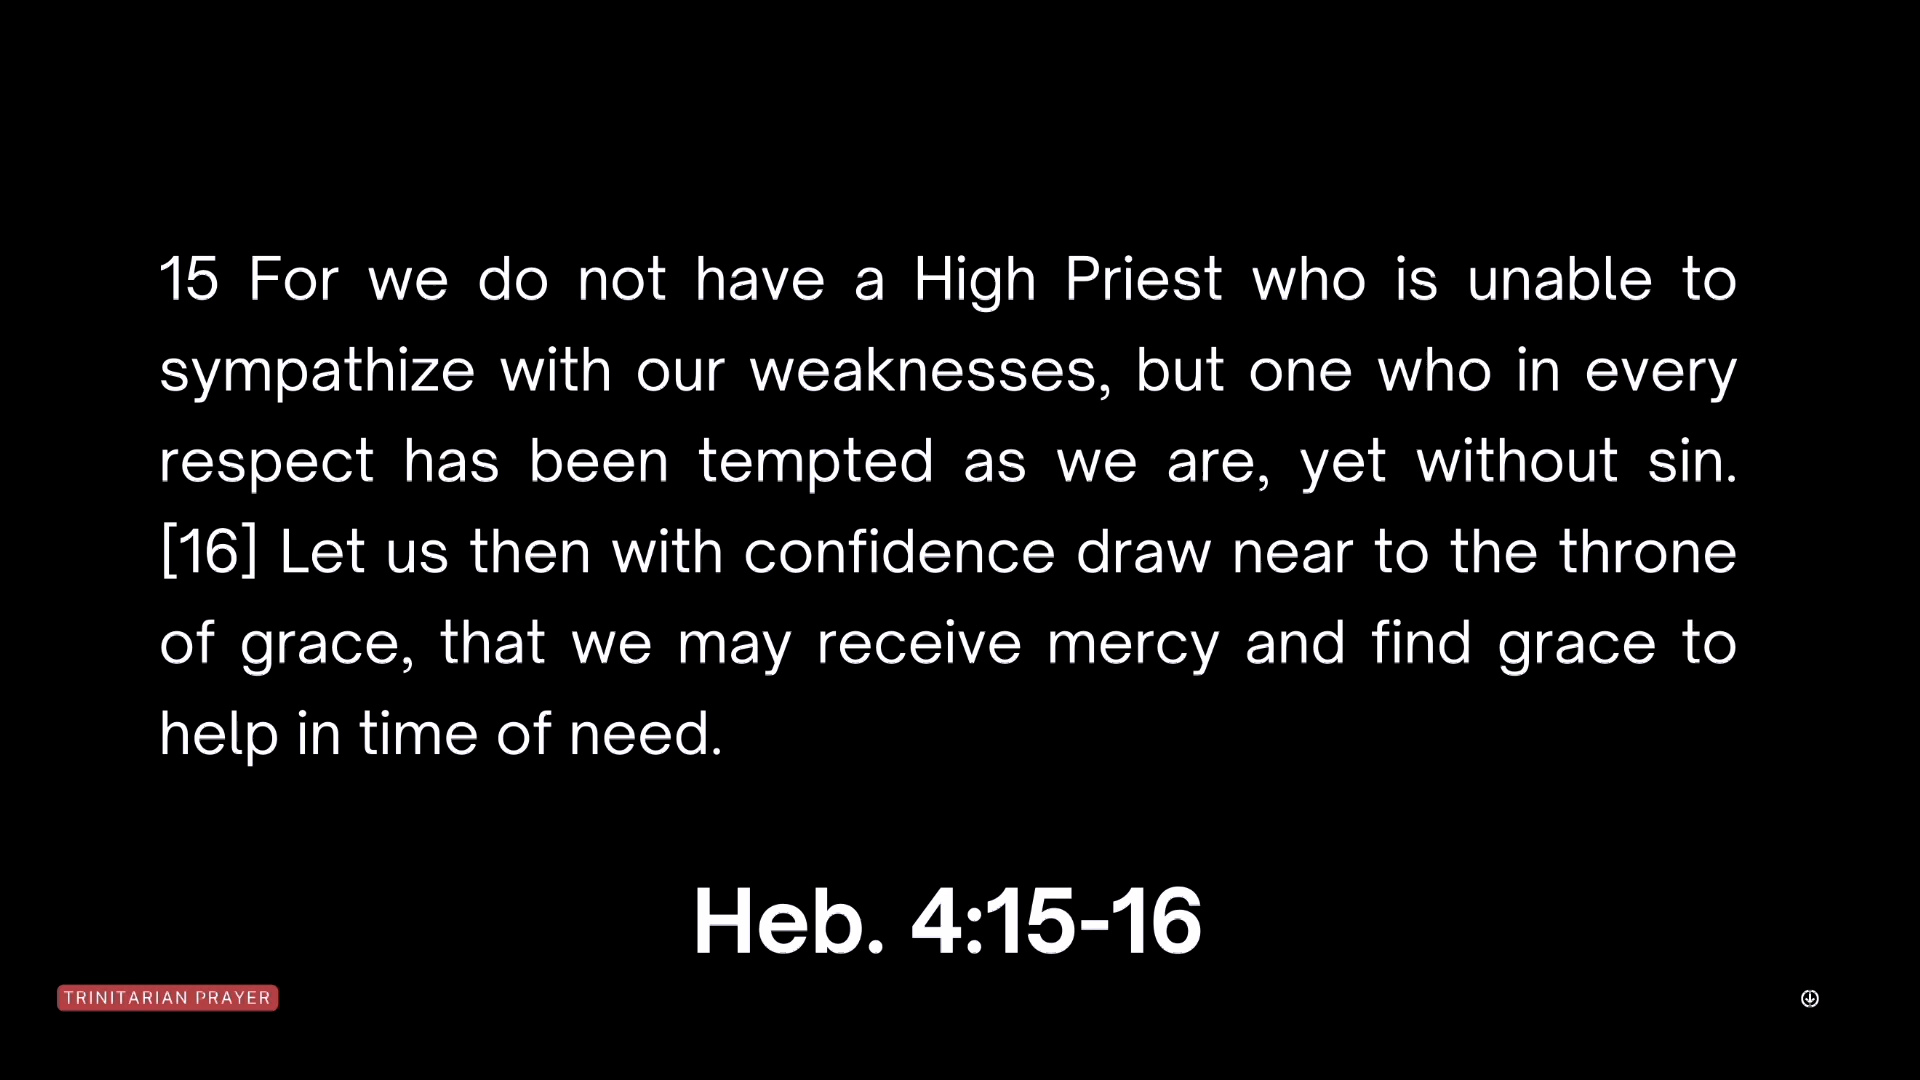 15 For we do not have a High Priest who is unable to
sympathize with our weaknesses, but one who in every
respect has been tempted as we are, yet without sin.
[16] Let us then with confidence draw near to the throne
of grace, that we may receive mercy and find grace to
help in time of need.
Heb. 4:15-16
TRINITARIAN PRAYER